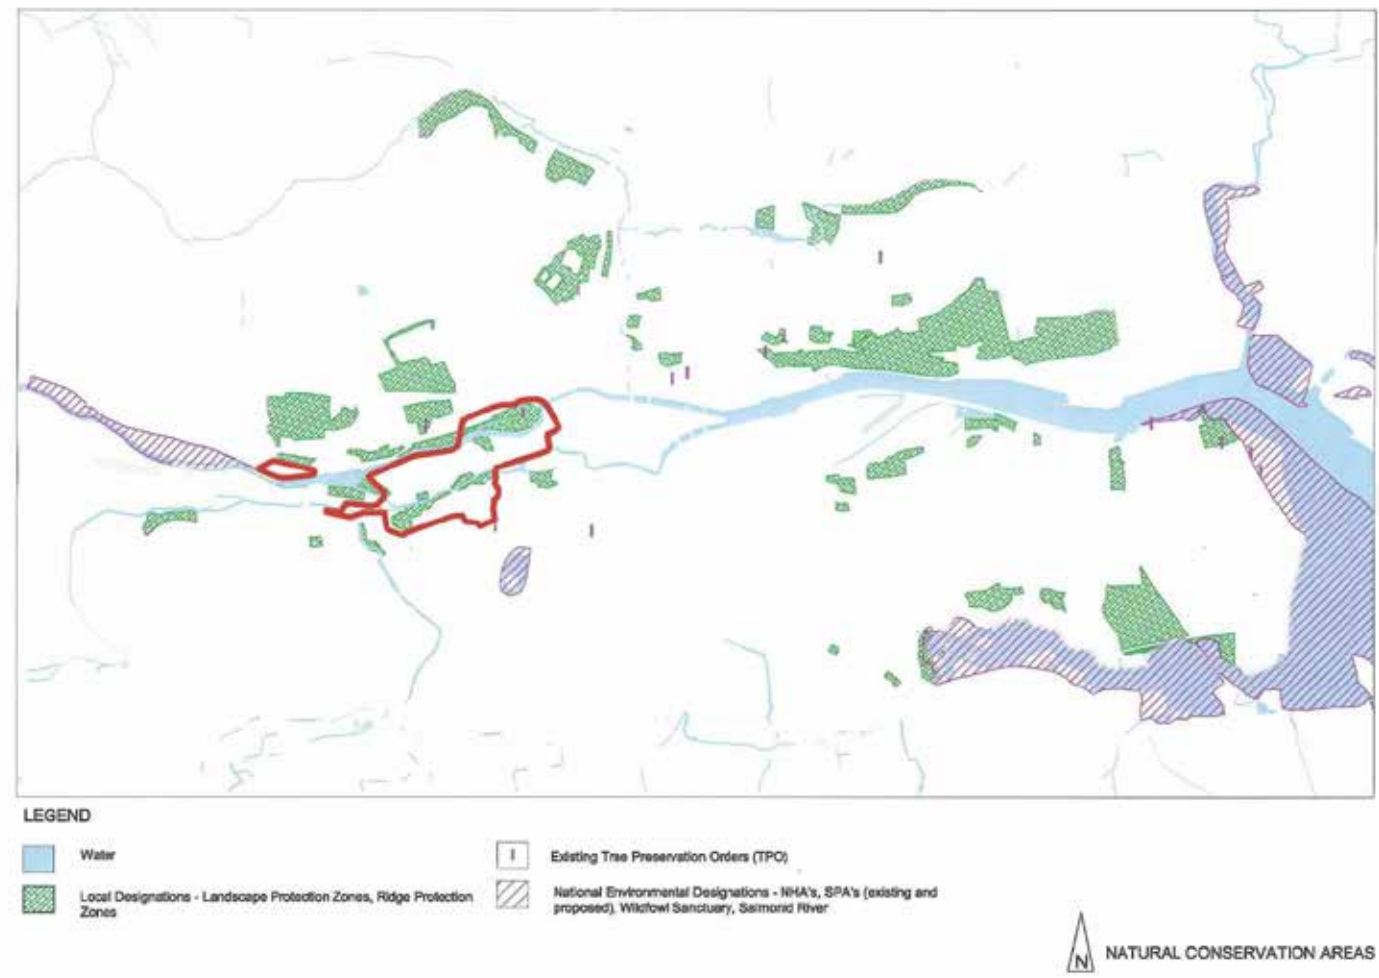 LEGEND
Water
Local Designations - Landscape Protection Zones, Ridge Protection
Zones
Existing Tree Preservation Orders (TPO)
National Environmental Designations - NHA's, SPA's (existing and
proposed), Wildfowl Sanctuary, Salmonid River
N
NATURAL CONSERVATION AREAS